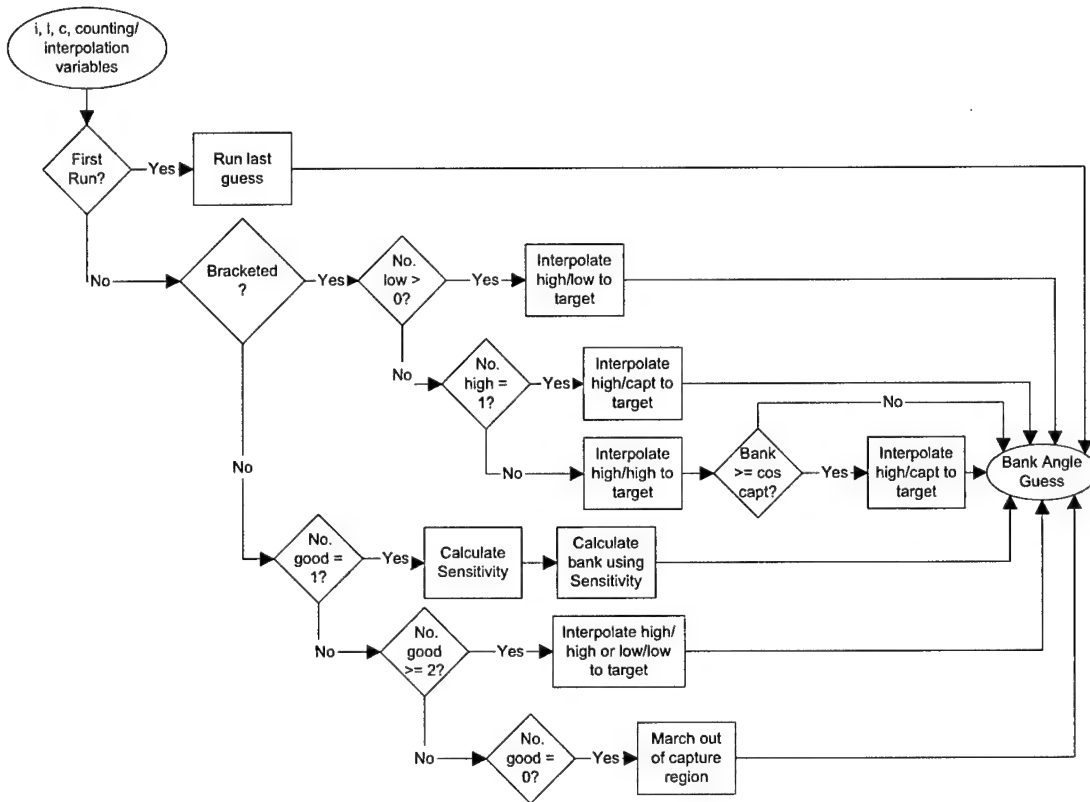 i, l, c, counting/
interpolation
variables
First
Run?
Yes
Run last
guess
No
Bracketed
?
Yes
No.
low >
0?
Yes
Interpolate
high/low to
target
No
No.
high =
1?
Yes
Interpolate
high/capt to
target
No
No
Interpolate
high/high to
target
Bank
>= cos
capt?
Yes
Interpolate
high/capt to
target
Bank Angle
Guess
No
No.
good =
1?
Yes
Calculate
Sensitivity
Calculate
bank using
Sensitivity
No
No.
good
>= 2?
Yes
Interpolate high/
high or low/low
to target
No
No.
good =
0?
Yes
March out
of capture
region